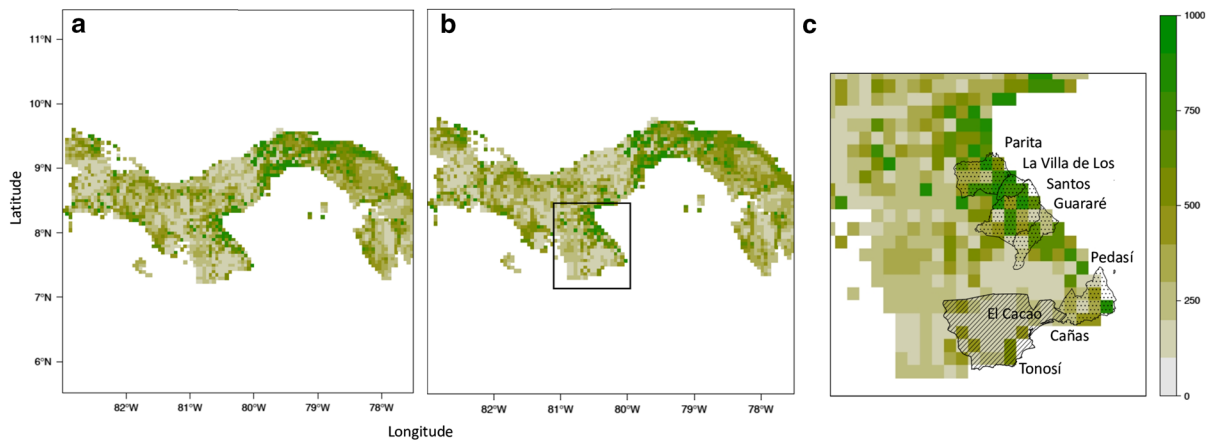 a
b
c
11°N
10°N
9°N
8°N
7°N
6°N
Latitude
82°W
81°W
80°W
79°W
78°W
82°W
81°W
80°W
79°W
78°W
Longitude
Parita
La Villa de Los
Santos
Guararé
Pedasí
El Cacao
Cañas
Tonosí
1000
750
500
250
0